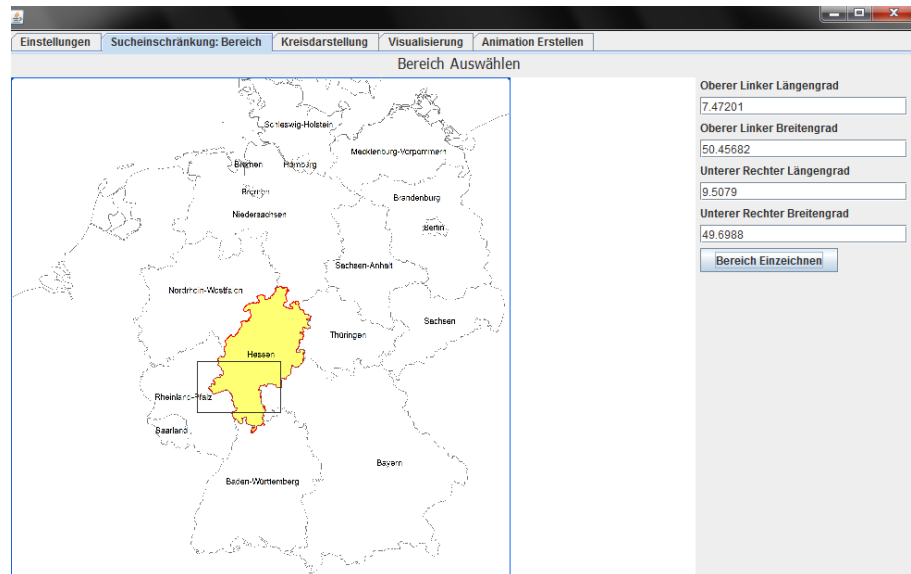 Einstellungen Sucheinschränkung: Bereich Kreisdarstellung Visualisierung Animation Erstellen
Bereich Auswählen
Oberer Linker Längengrad
7.47201
Oberer Linker Breitengrad
50.45682
Unterer Rechter Längengrad
9.5079
Unterer Rechter Breitengrad
49.6988
Bereich Einzeichnen
Schleswig-Holstein
Mecklenburg-Vorpommern
Bremen Hamburg
Bremen
Brandenburg
Niedersachsen
Berlin
Sachsen-Anhalt
Nordrhein-Westfalen
Sachsen
Thüringen
Hessen
Rheinland-Pfalz
Saarland
Bayern
Baden-Württemberg